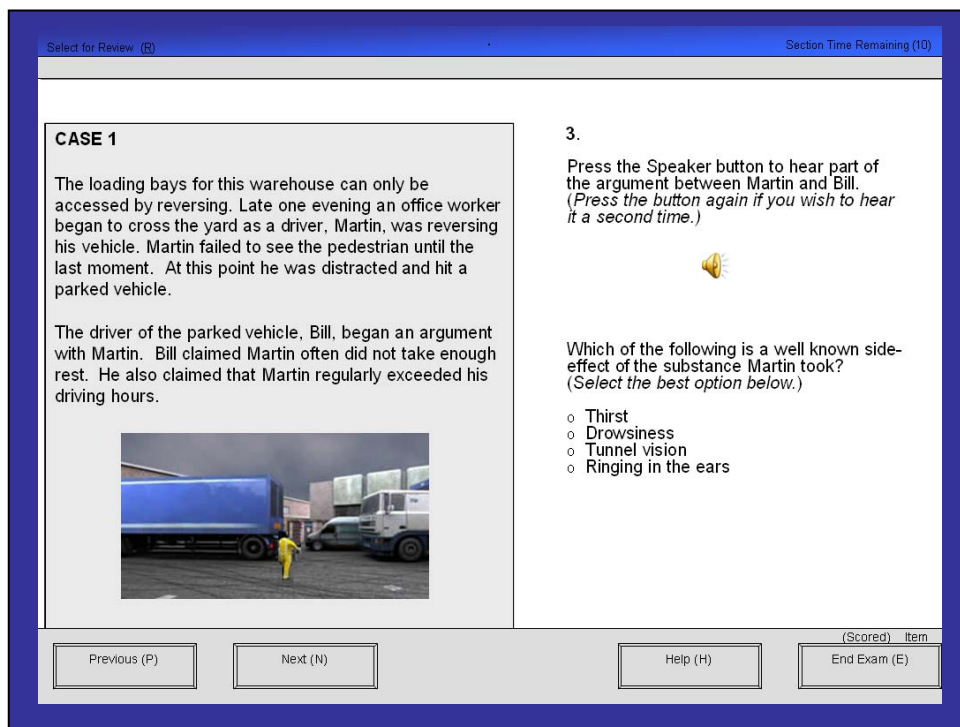 Select for Review (R)
Section Time Remaining (10)
CASE 1
The loading bays for this warehouse can only be
accessed by reversing. Late one evening an office worker
began to cross the yard as a driver, Martin, was reversing
his vehicle. Martin failed to see the pedestrian until the
last moment. At this point he was distracted and hit a
parked vehicle.
The driver of the parked vehicle, Bill, began an argument
with Martin. Bill claimed Martin often did not take enough
rest. He also claimed that Martin regularly exceeded his
driving hours.
3.
Press the Speaker button to hear part of
the argument between Martin and Bill.
(Press the button again if you wish to hear
it a second time.)
Which of the following is a well known side-
effect of the substance Martin took?
(Select the best option below.)
o Thirst
o Drowsiness
o Tunnel vision
o Ringing in the ears
(Scored) Item
Previous (P)
Next (N)
Help (H)
End Exam (E)